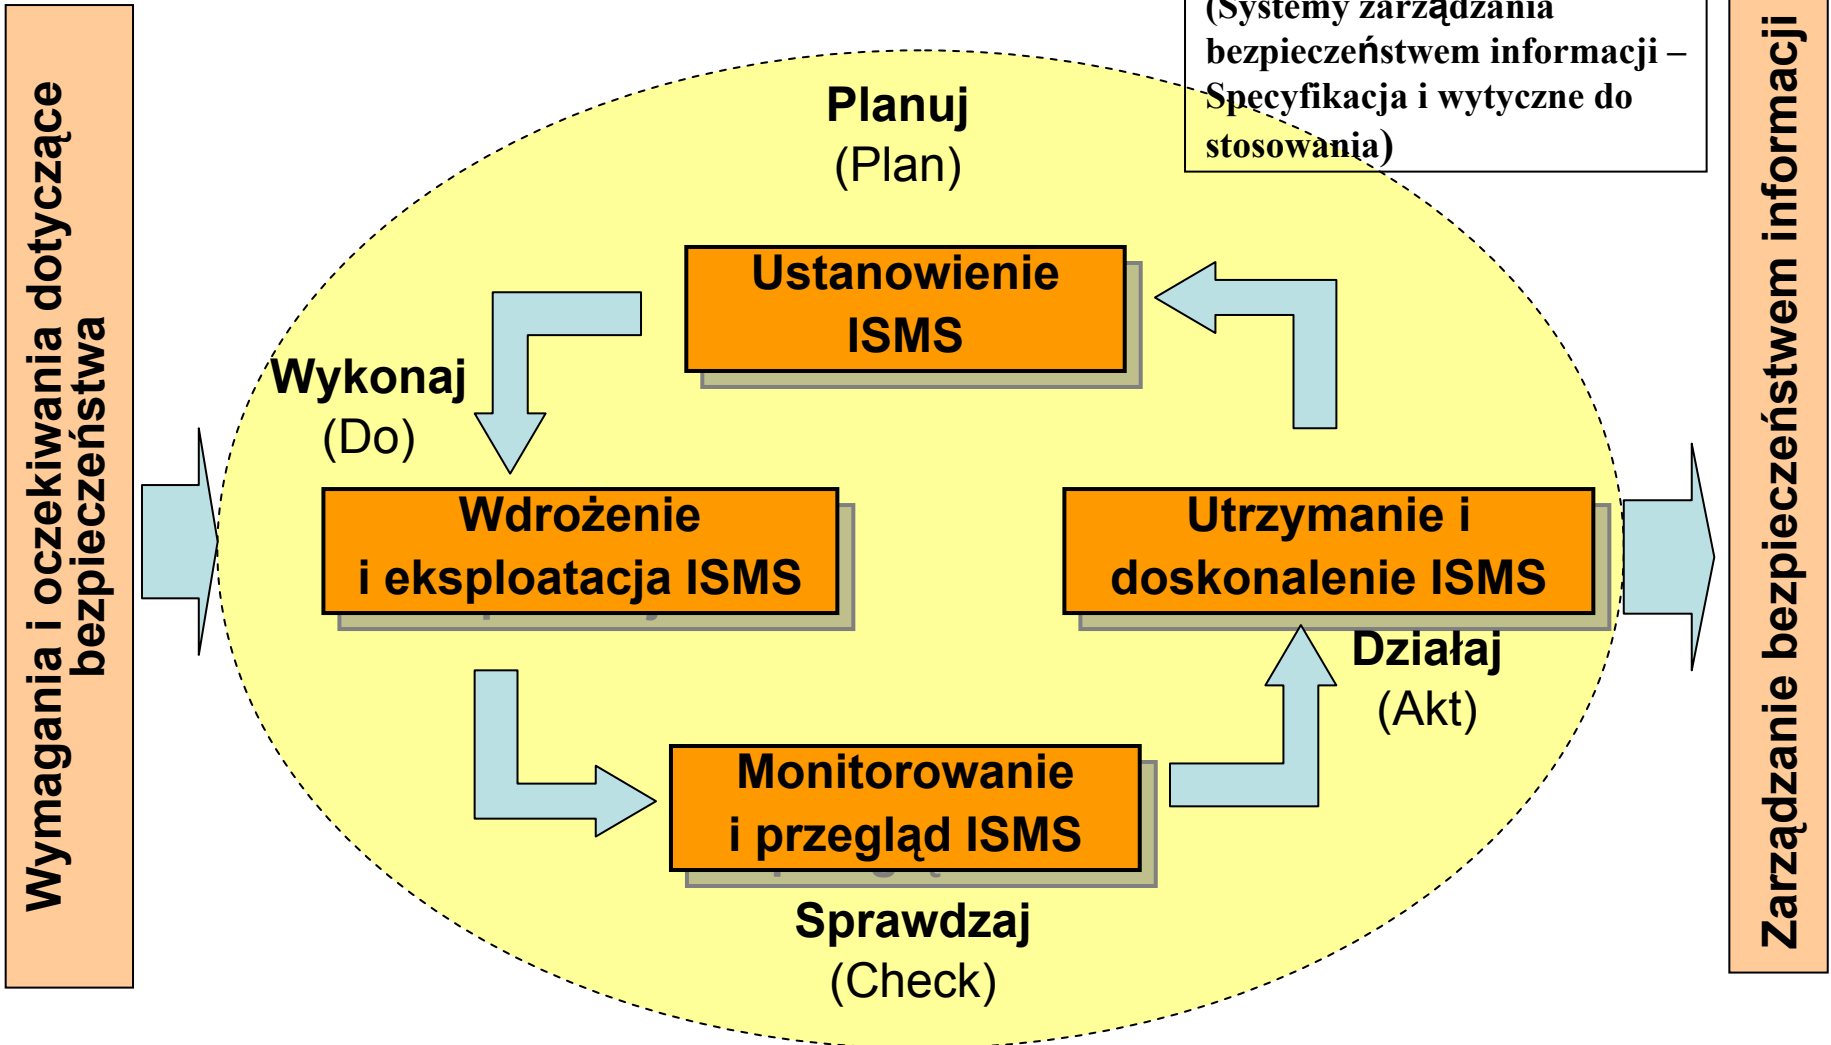 (Systemy zarządzania
bezpieczeństwem informacji –
Specyfikacja i wytyczne do
stosowania)
Wymagania i oczekiwania dotyczące
bezpieczeństwa
Planuj
(Plan)
Ustanowienie
ISMS
Wykonaj
(Do)
Wdrożenie
i eksploatacja ISMS
Utrzymanie i
doskonalenie ISMS
Działaj
(Akt)
Monitorowanie
i przegląd ISMS
Sprawdzaj
(Check)
Zarządzanie bezpieczeństwem informacji